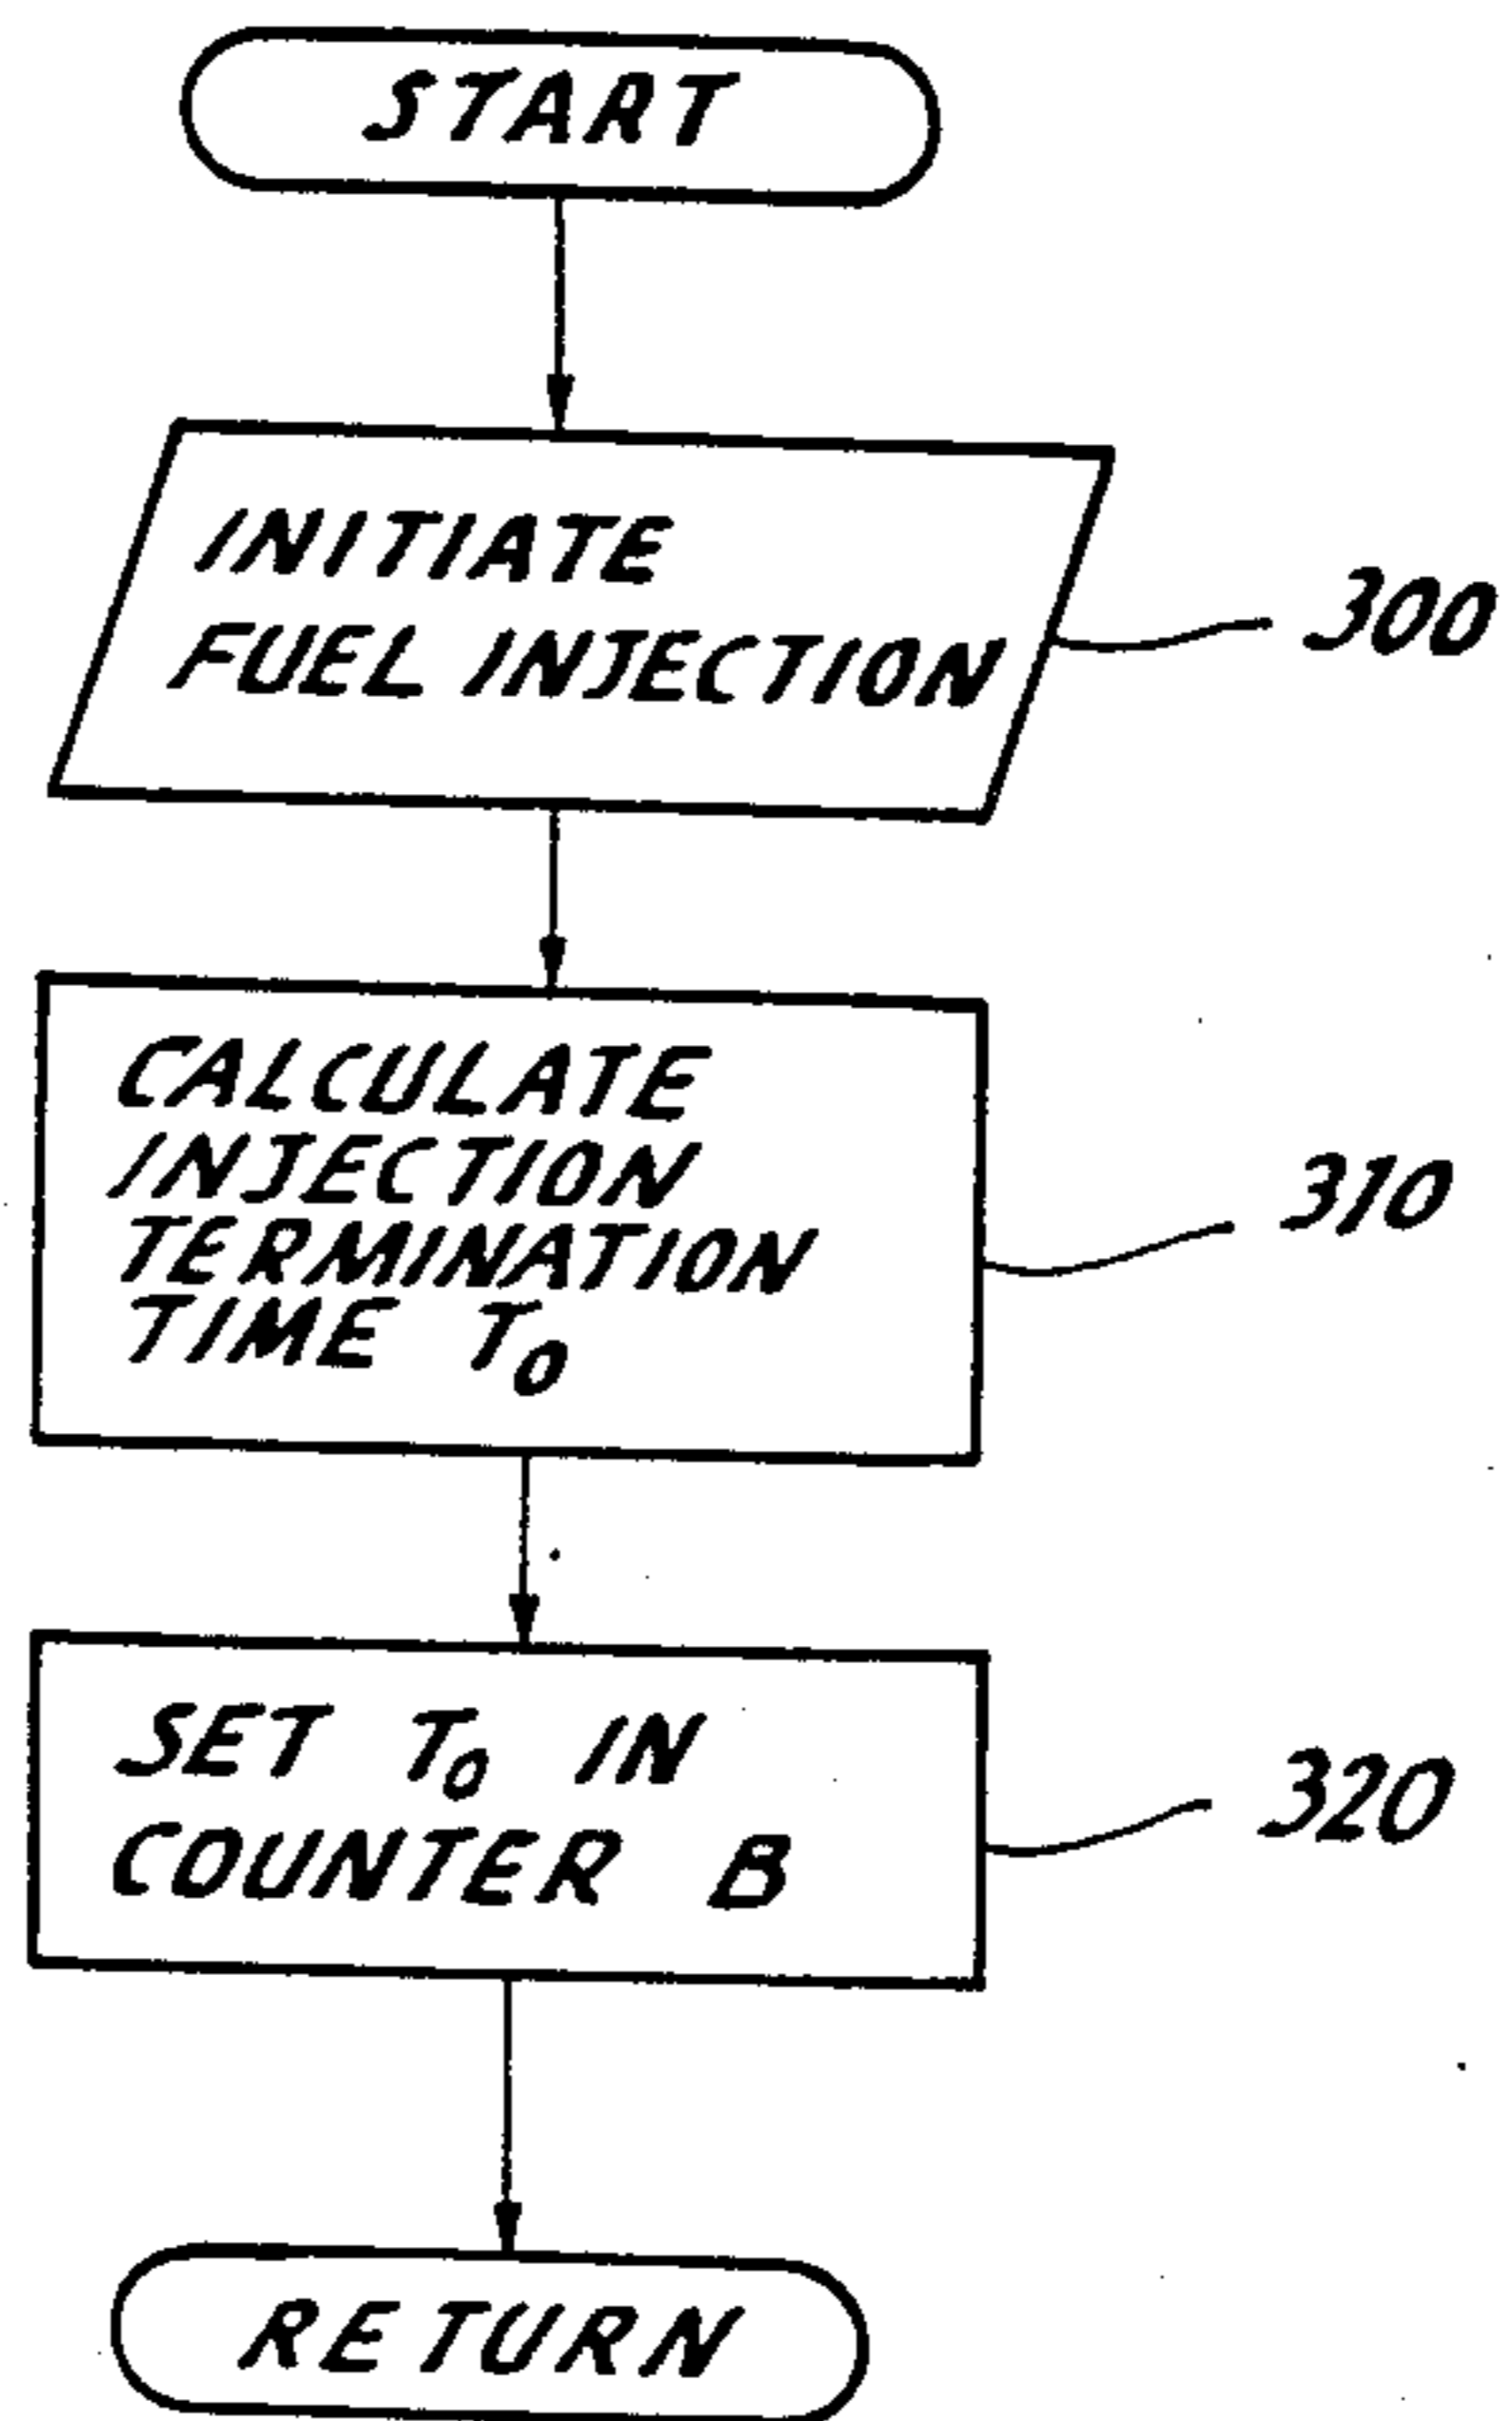 START
INITIATE
FUEL INJECTION
300
CALCULATE
INJECTION
TERMINATION
TIME T₀
310
SET T₀ IN
COUNTER B
320
RETURN